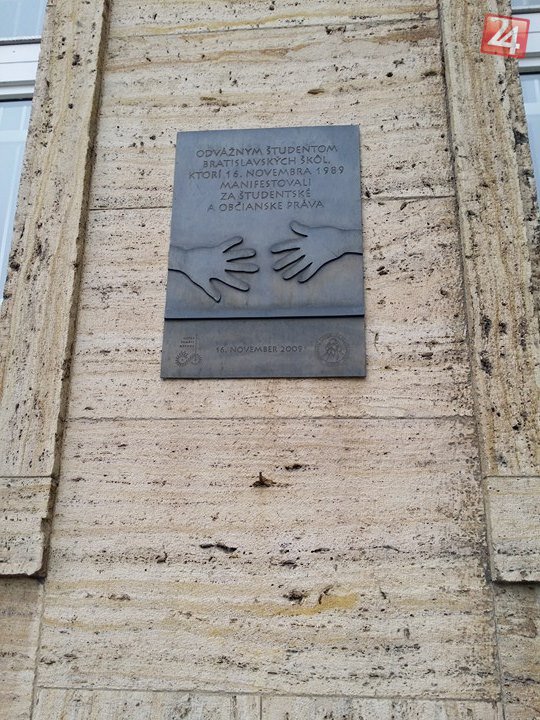 24
ODVÁŽNYM ŠTUDENTOM
BRATISLAVSKÝCH ŠKÔL,
KTORÍ 16. NOVEMBRA 1989
MANIFESTOVALI
ZA ŠTUDENTSKÉ
A OBČIANSKE PRÁVA
16. NOVEMBER 2009